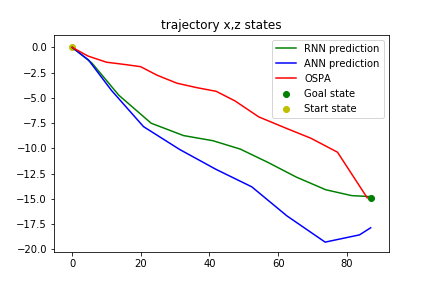 trajectory x,z states
0.0
−2.5
−5.0
−7.5
−10.0
−12.5
−15.0
−17.5
−20.0
RNN prediction
ANN prediction
OSPA
Goal state
Start state
0 20 40 60 80